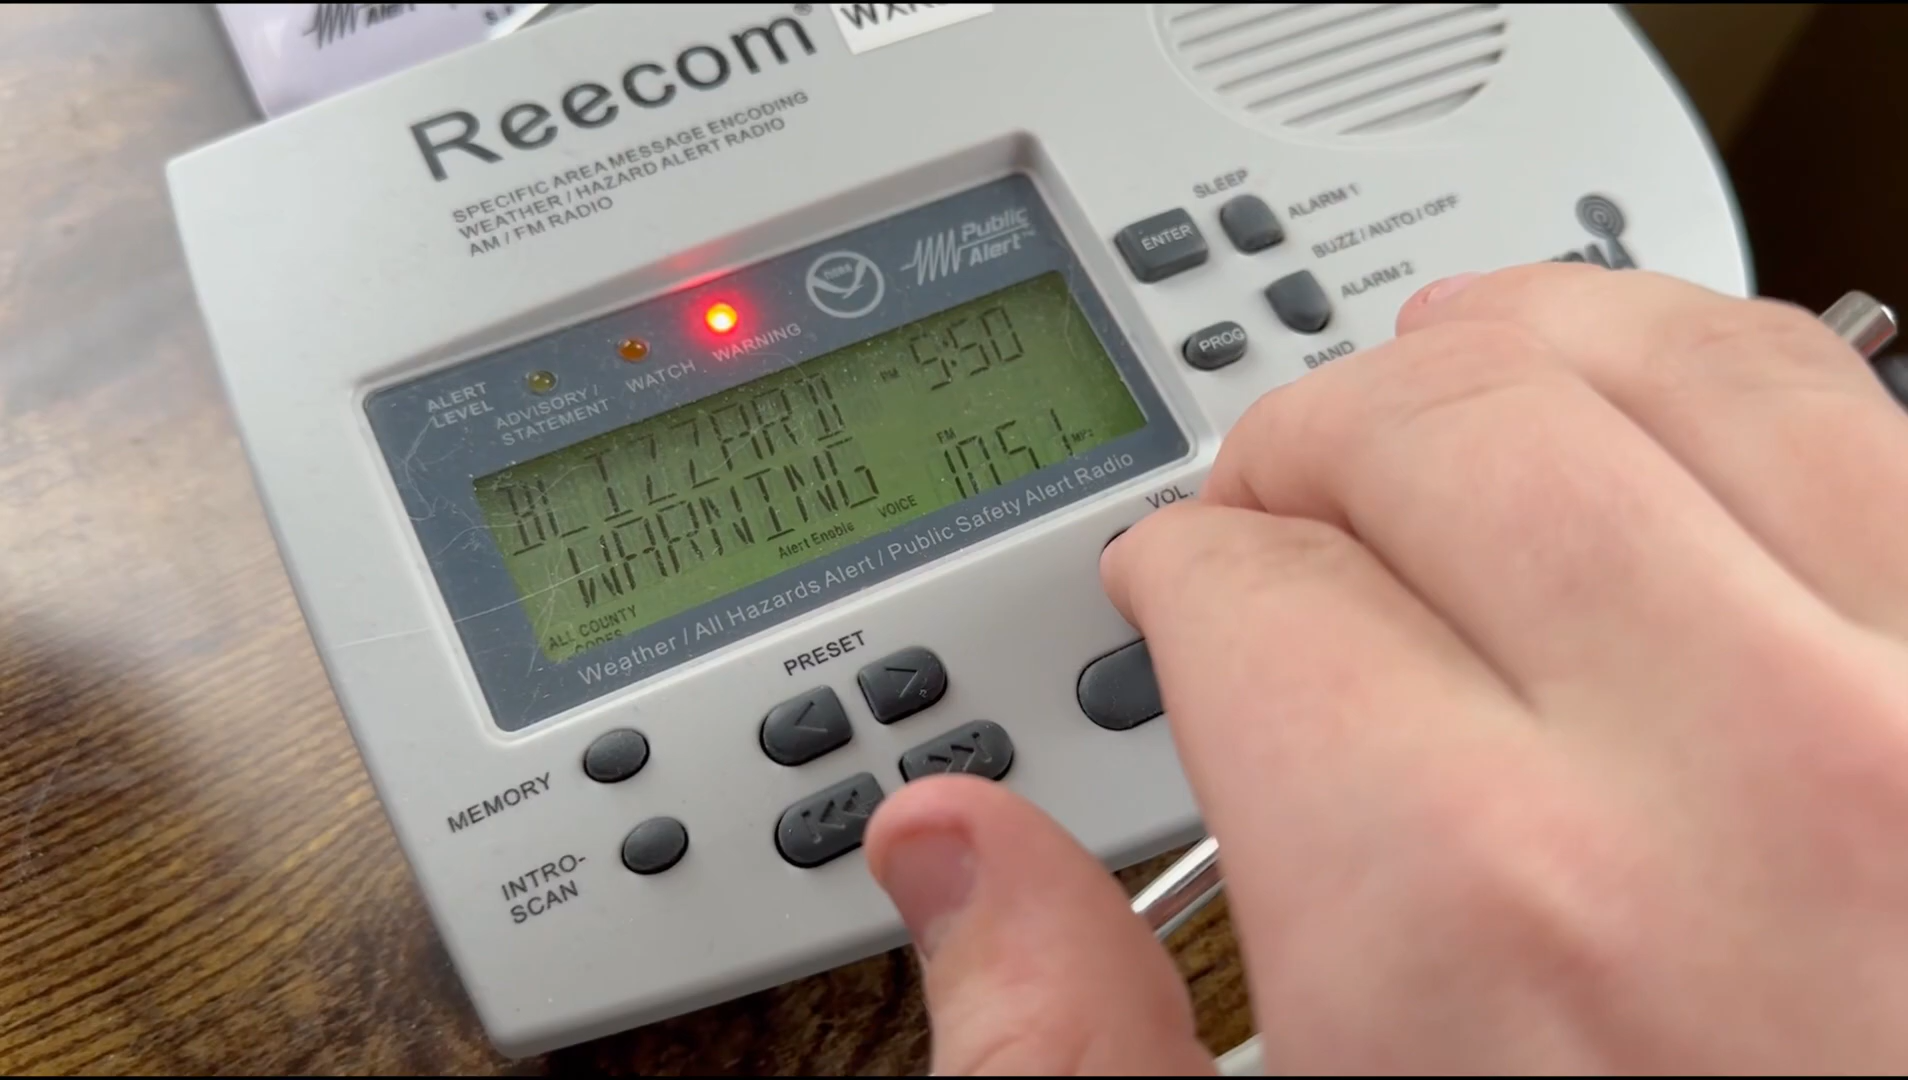 Reecom®
SPECIFIC AREA MESSAGE ENCODING
WEATHER / HAZARD ALERT RADIO
AM / FM RADIO
SLEEP
ENTER
ALARM 1
BUZZ / AUTO / OFF
ALARM 2
PROG
BAND
noaa
Public
Alert™
ALERT
LEVEL
ADVISORY /
STATEMENT
WATCH
WARNING
BLIZZARD
PM 5:50
WARNING
FM 105.1 MHz
Alert Enable
VOICE
ALL COUNTY
CODES
Weather / All Hazards Alert / Public Safety Alert Radio
VOL.
PRESET
<
>
MEMORY
INTRO-
SCAN